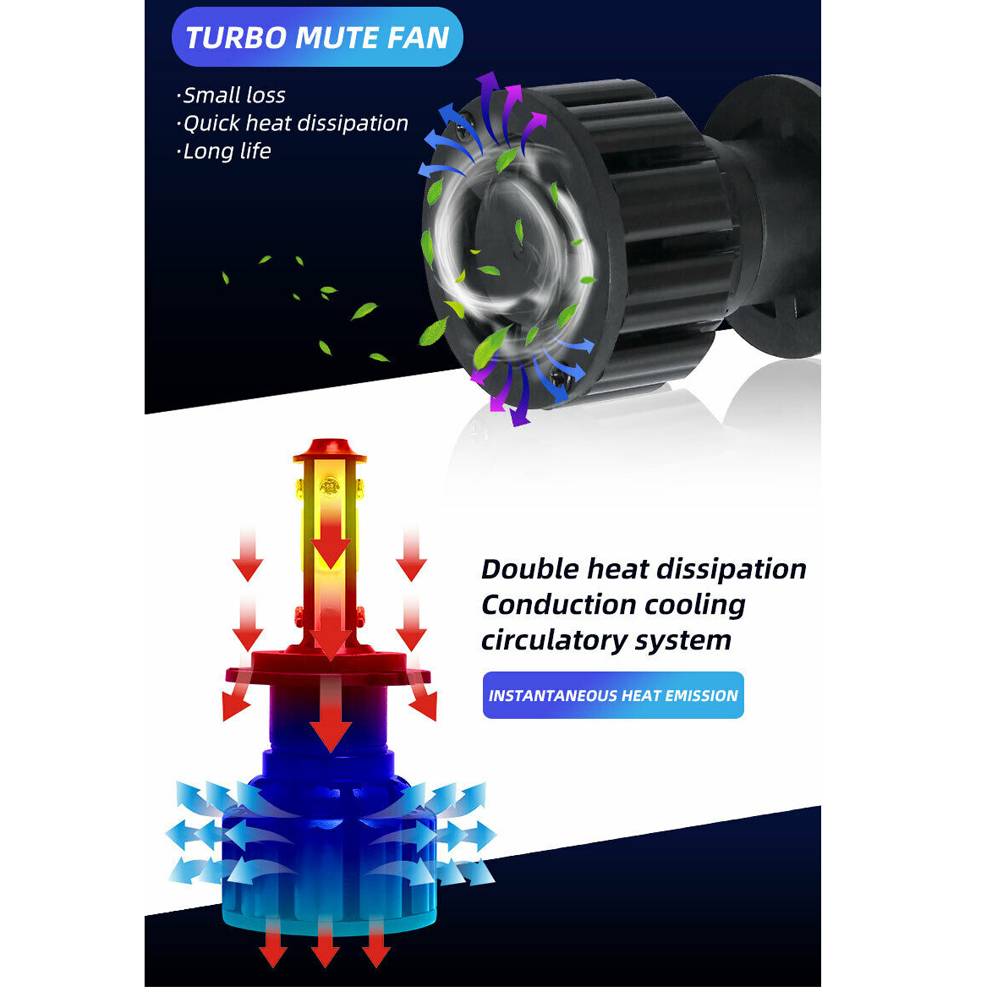 TURBO MUTE FAN
·Small loss
·Quick heat dissipation
·Long life
Double heat dissipation
Conduction cooling
circulatory system
INSTANTANEOUS HEAT EMISSION